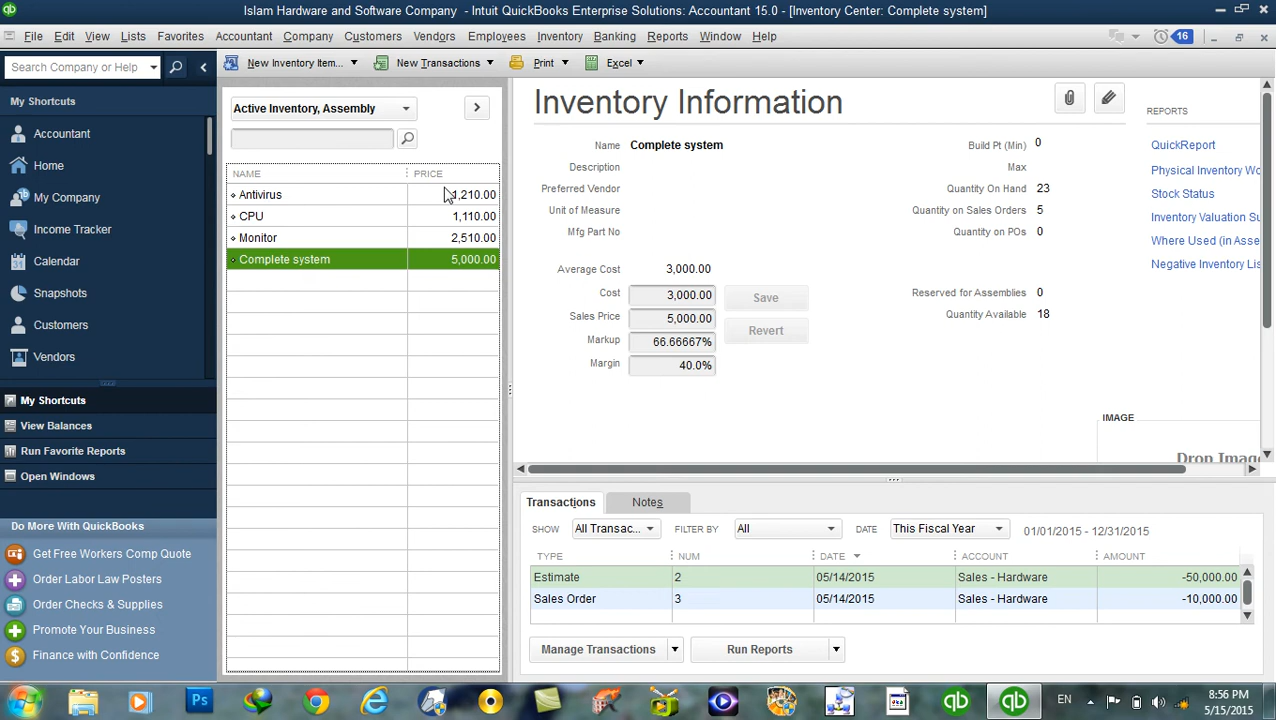 Islam Hardware and Software Company - Intuit QuickBooks Enterprise Solutions: Accountant 15.0 - [Inventory Center: Complete system]
File Edit View Lists Favorites Accountant Company Customers Vendors Employees Inventory Banking Reports Window Help 16
Search Company or Help
New Inventory Item... New Transactions Print Excel
My Shortcuts
Accountant
Home
My Company
Income Tracker
Calendar
Snapshots
Customers
Vendors
My Shortcuts
View Balances
Run Favorite Reports
Open Windows
Do More With QuickBooks
Get Free Workers Comp Quote
Order Labor Law Posters
Order Checks & Supplies
Promote Your Business
Finance with Confidence
Active Inventory, Assembly
NAME PRICE
Antivirus 1,210.00
CPU 1,110.00
Monitor 2,510.00
Complete system 5,000.00
Inventory Information
Name Complete system
Description
Preferred Vendor
Unit of Measure
Mfg Part No
Average Cost 3,000.00
Cost 3,000.00 Save
Sales Price 5,000.00
Markup 66.66667% Revert
Margin 40.0%
Build Pt (Min) 0
Max
Quantity On Hand 23
Quantity on Sales Orders 5
Quantity on POs 0
Reserved for Assemblies 0
Quantity Available 18
REPORTS
QuickReport
Physical Inventory Wo
Stock Status
Inventory Valuation Su
Where Used (in Asse
Negative Inventory Lis
IMAGE
Drop Image
Transactions Notes
SHOW All Transac... FILTER BY All DATE This Fiscal Year 01/01/2015 - 12/31/2015
TYPE NUM DATE ACCOUNT AMOUNT
Estimate 2 05/14/2015 Sales - Hardware -50,000.00
Sales Order 3 05/14/2015 Sales - Hardware -10,000.00
Manage Transactions Run Reports
Ps EN 8:56 PM
5/15/2015